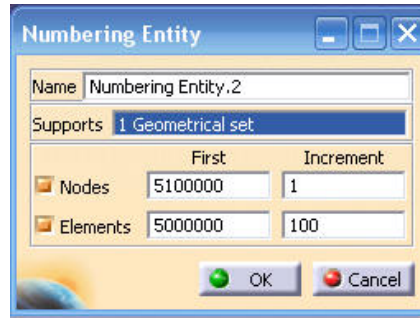 Numbering Entity
Name Numbering Entity.2
Supports 1 Geometrical set
First Increment
Nodes 5100000 1
Elements 5000000 100
OK Cancel